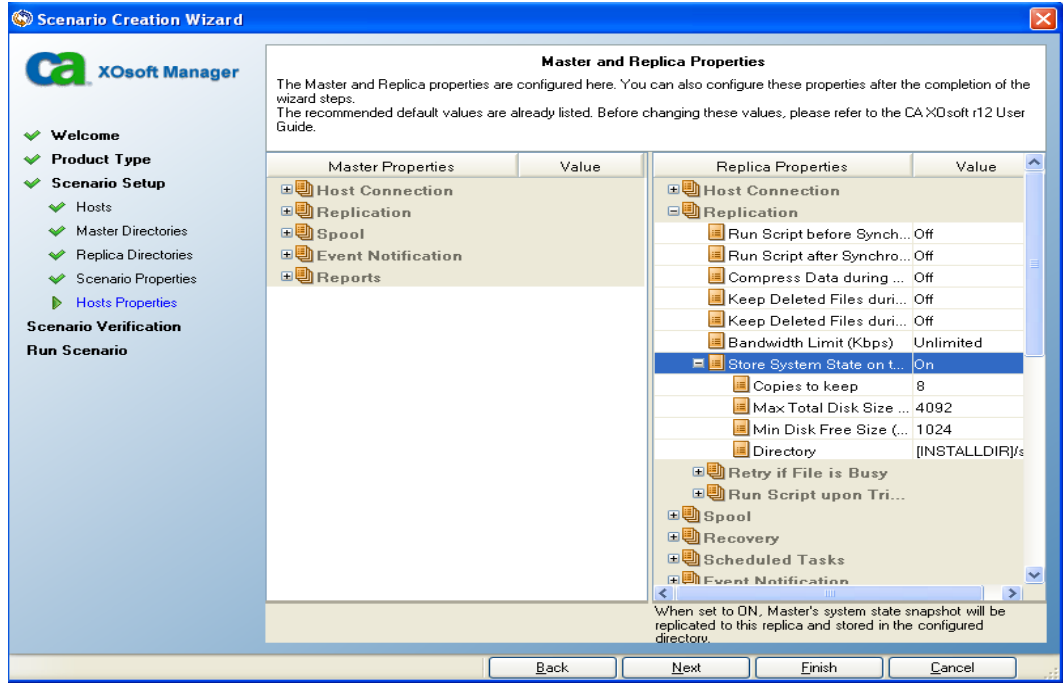 Scenario Creation Wizard
ca XOsoft Manager
Welcome
Product Type
Scenario Setup
Hosts
Master Directories
Replica Directories
Scenario Properties
Hosts Properties
Scenario Verification
Run Scenario
Master and Replica Properties
The Master and Replica properties are configured here. You can also configure these properties after the completion of the
wizard steps.
The recommended default values are already listed. Before changing these values, please refer to the CA XOsoft r12 User
Guide.
Master Properties Value
Host Connection
Replication
Spool
Event Notification
Reports
Replica Properties Value
Host Connection
Replication
Run Script before Synch... Off
Run Script after Synchro... Off
Compress Data during ... Off
Keep Deleted Files duri... Off
Keep Deleted Files duri... Off
Bandwidth Limit (Kbps) Unlimited
Store System State on t... On
Copies to keep 8
Max Total Disk Size ... 4092
Min Disk Free Size (... 1024
Directory [INSTALLDIR]/s
Retry if File is Busy
Run Script upon Tri...
Spool
Recovery
Scheduled Tasks
Event Notification
When set to ON, Master's system state snapshot will be
replicated to this replica and stored in the configured
directory.
Back Next Finish Cancel